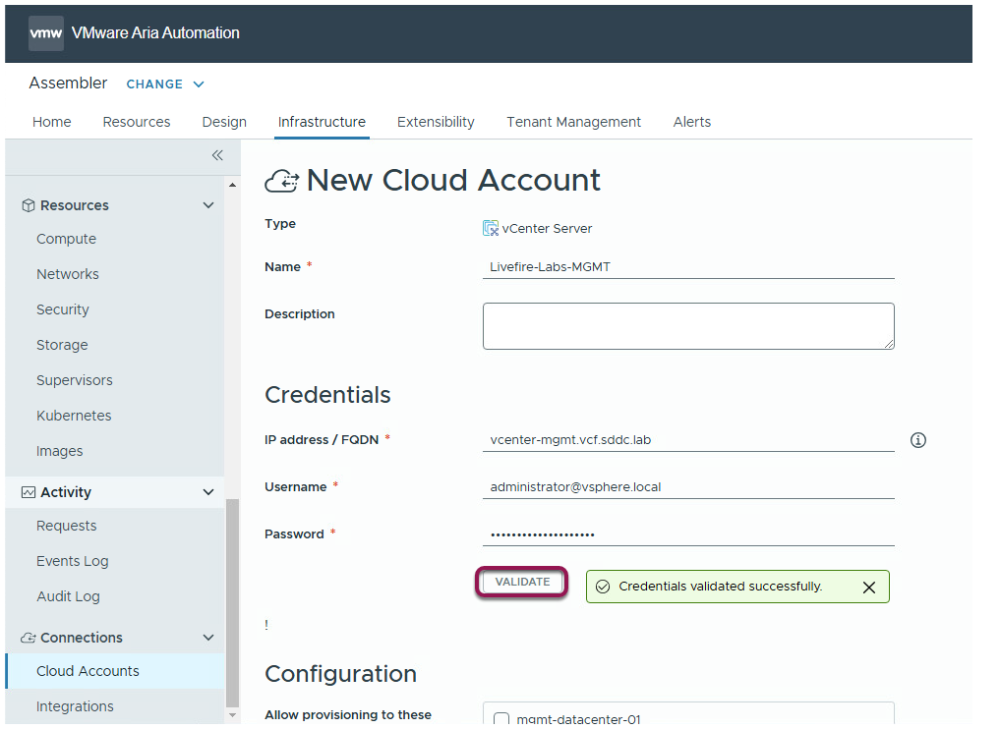 vmw VMware Aria Automation
Assembler CHANGE
Home Resources Design Infrastructure Extensibility Tenant Management Alerts
Resources
Compute
Networks
Security
Storage
Supervisors
Kubernetes
Images
Activity
Requests
Events Log
Audit Log
Connections
Cloud Accounts
Integrations
New Cloud Account
Type vCenter Server
Name * Livefire-Labs-MGMT
Description
Credentials
IP address / FQDN * vcenter-mgmt.vcf.sddc.lab
Username * administrator@vsphere.local
Password * ••••••••••••••••••••
VALIDATE Credentials validated successfully.
!
Configuration
Allow provisioning to these mgmt-datacenter-01